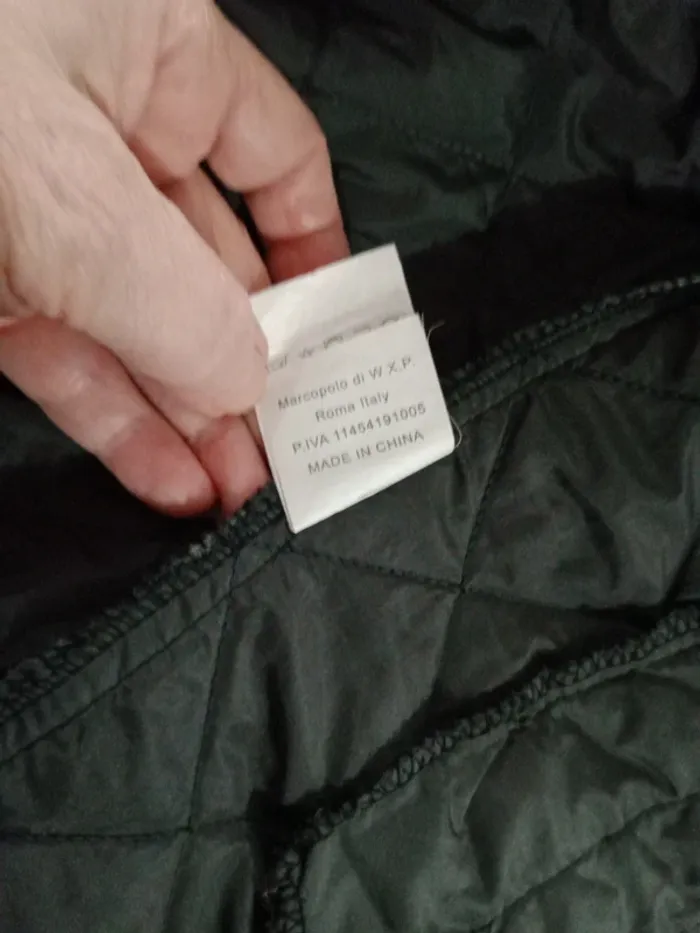 Marcopolo di W.X.P.
Roma Italy
P.IVA 11454191005
MADE IN CHINA